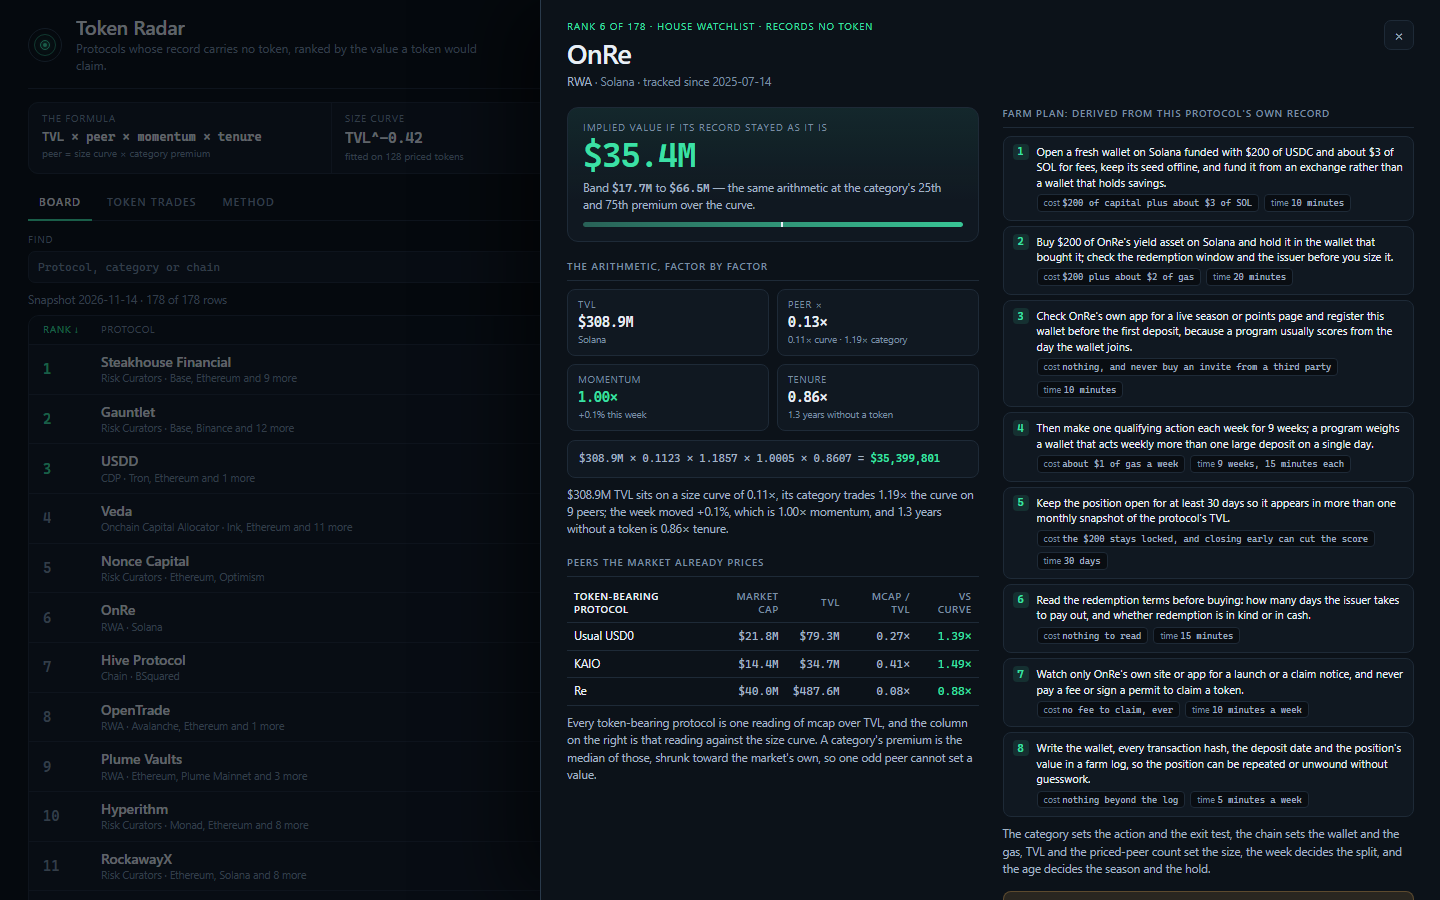 Token Radar
Protocols whose record carries no token, ranked by the value a token would
claim.
THE FORMULA
TVL × peer × momentum × tenure
peer = size curve × category premium
SIZE CURVE
TVL^−0.42
fitted on 128 priced tokens
BOARD
TOKEN TRADES
METHOD
FIND
Protocol, category or chain
Snapshot 2026-11-14 · 178 of 178 rows
RANK ↓ PROTOCOL
1 Steakhouse Financial
Risk Curators · Base, Ethereum and 9 more
2 Gauntlet
Risk Curators · Base, Binance and 12 more
3 USDD
CDP · Tron, Ethereum and 1 more
4 Veda
Onchain Capital Allocator · Ink, Ethereum and 11 more
5 Nonce Capital
Risk Curators · Ethereum, Optimism
6 OnRe
RWA · Solana
7 Hive Protocol
Chain · BSquared
8 OpenTrade
RWA · Avalanche, Ethereum and 1 more
9 Plume Vaults
RWA · Ethereum, Plume Mainnet and 3 more
10 Hyperithm
Risk Curators · Monad, Ethereum and 8 more
11 RockawayX
Risk Curators · Ethereum, Solana and 8 more
RANK 6 OF 178 · HOUSE WATCHLIST · RECORDS NO TOKEN
OnRe
RWA · Solana · tracked since 2025-07-14
×
IMPLIED VALUE IF ITS RECORD STAYED AS IT IS
$35.4M
Band $17.7M to $66.5M — the same arithmetic at the category's 25th
and 75th premium over the curve.
THE ARITHMETIC, FACTOR BY FACTOR
TVL
$308.9M
Solana
PEER ×
0.13×
0.11× curve · 1.19× category
MOMENTUM
1.00×
+0.1% this week
TENURE
0.86×
1.3 years without a token
$308.9M × 0.1123 × 1.1857 × 1.0005 × 0.8607 = $35,399,801
$308.9M TVL sits on a size curve of 0.11×, its category trades 1.19× the curve on
9 peers; the week moved +0.1%, which is 1.00× momentum, and 1.3 years
without a token is 0.86× tenure.
PEERS THE MARKET ALREADY PRICES
TOKEN-BEARING PROTOCOL MARKET CAP TVL MCAP / TVL VS CURVE
Usual USD0 $21.8M $79.3M 0.27× 1.39×
KAIO $14.4M $34.7M 0.41× 1.49×
Re $40.0M $487.6M 0.08× 0.88×
Every token-bearing protocol is one reading of mcap over TVL, and the column
on the right is that reading against the size curve. A category's premium is the
median of those, shrunk toward the market's own, so one odd peer cannot set a
value.
FARM PLAN: DERIVED FROM THIS PROTOCOL'S OWN RECORD
1 Open a fresh wallet on Solana funded with $200 of USDC and about $3 of
SOL for fees, keep its seed offline, and fund it from an exchange rather than
a wallet that holds savings.
cost $200 of capital plus about $3 of SOL time 10 minutes
2 Buy $200 of OnRe's yield asset on Solana and hold it in the wallet that
bought it; check the redemption window and the issuer before you size it.
cost $200 plus about $2 of gas time 20 minutes
3 Check OnRe's own app for a live season or points page and register this
wallet before the first deposit, because a program usually scores from the
day the wallet joins.
cost nothing, and never buy an invite from a third party
time 10 minutes
4 Then make one qualifying action each week for 9 weeks; a program weighs
a wallet that acts weekly more than one large deposit on a single day.
cost about $1 of gas a week time 9 weeks, 15 minutes each
5 Keep the position open for at least 30 days so it appears in more than one
monthly snapshot of the protocol's TVL.
cost the $200 stays locked, and closing early can cut the score
time 30 days
6 Read the redemption terms before buying: how many days the issuer takes
to pay out, and whether redemption is in kind or in cash.
cost nothing to read time 15 minutes
7 Watch only OnRe's own site or app for a launch or a claim notice, and never
pay a fee or sign a permit to claim a token.
cost no fee to claim, ever time 10 minutes a week
8 Write the wallet, every transaction hash, the deposit date and the position's
value in a farm log, so the position can be repeated or unwound without
guesswork.
cost nothing beyond the log time 5 minutes a week
The category sets the action and the exit test, the chain sets the wallet and the
gas, TVL and the priced-peer count set the size, the week decides the split, and
the age decides the season and the hold.